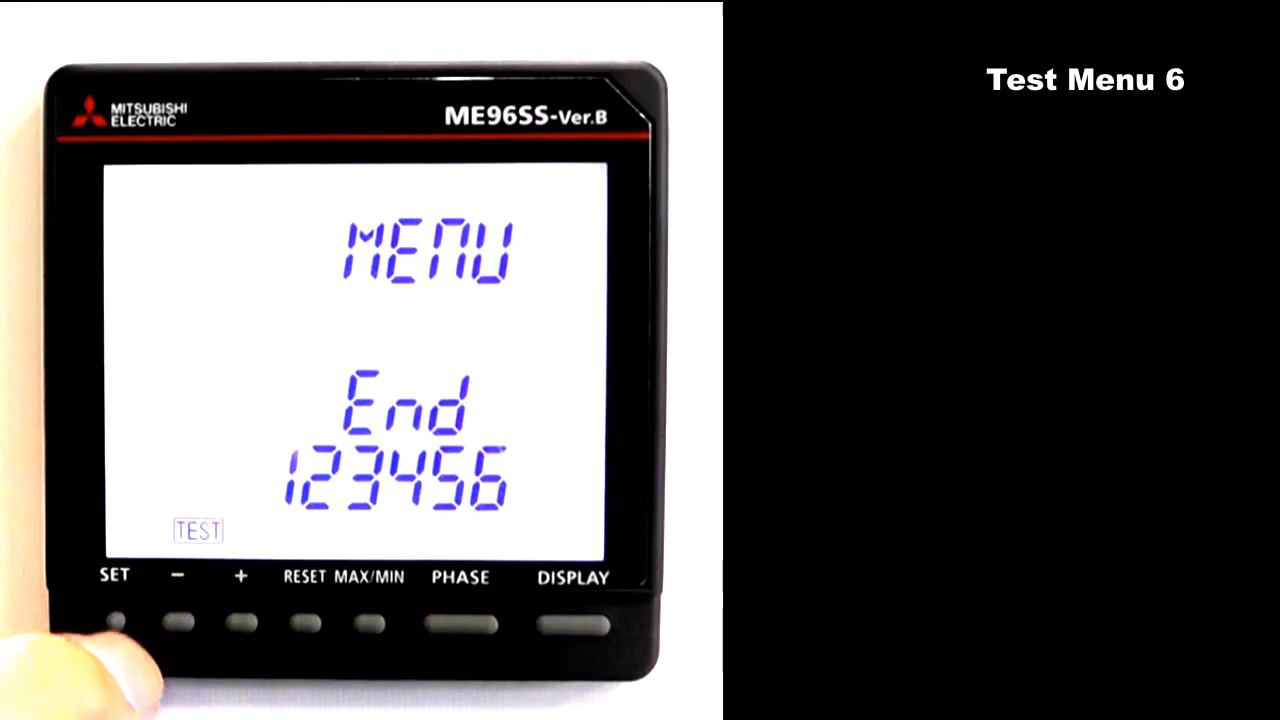 Test Menu 6
MITSUBISHI
ELECTRIC
ME96SS-Ver.B
MENU
End
123456
TEST
SET - + RESET MAX/MIN PHASE DISPLAY